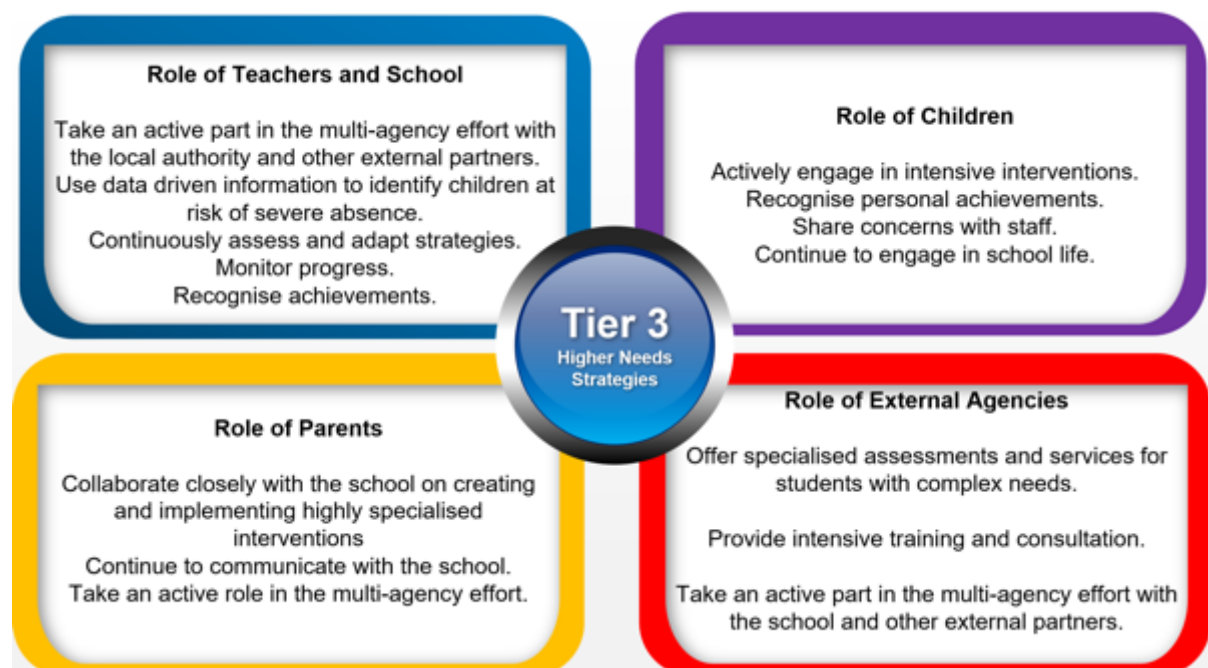 Role of Teachers and School
Take an active part in the multi-agency effort with
the local authority and other external partners.
Use data driven information to identify children at
risk of severe absence.
Continuously assess and adapt strategies.
Monitor progress.
Recognise achievements.
Role of Children
Actively engage in intensive interventions.
Recognise personal achievements.
Share concerns with staff.
Continue to engage in school life.
Tier 3
Higher Needs
Strategies
Role of Parents
Collaborate closely with the school on creating
and implementing highly specialised
interventions
Continue to communicate with the school.
Take an active role in the multi-agency effort.
Role of External Agencies
Offer specialised assessments and services for
students with complex needs.
Provide intensive training and consultation.
Take an active part in the multi-agency effort with
the school and other external partners.